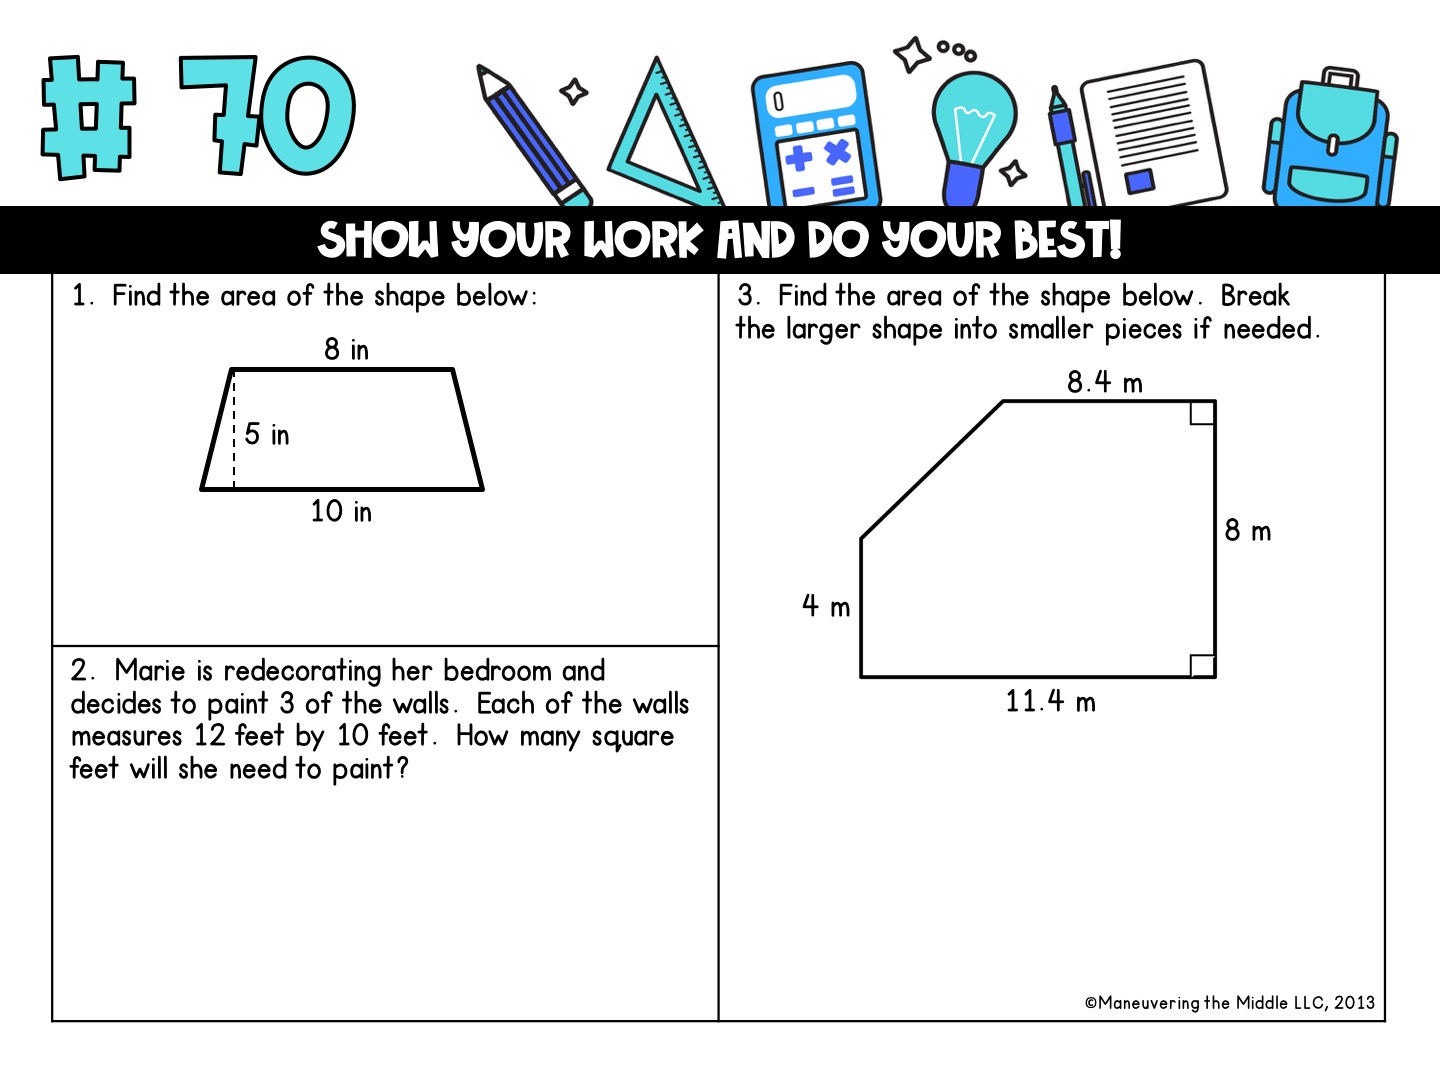 # 70
0
SHOW YOUR WORK AND DO YOUR BEST!
1. Find the area of the shape below:
8 in
5 in
10 in
2. Marie is redecorating her bedroom and
decides to paint 3 of the walls. Each of the walls
measures 12 feet by 10 feet. How many square
feet will she need to paint?
3. Find the area of the shape below. Break
the larger shape into smaller pieces if needed.
8.4 m
8 m
4 m
11.4 m
©Maneuvering the Middle LLC, 2013